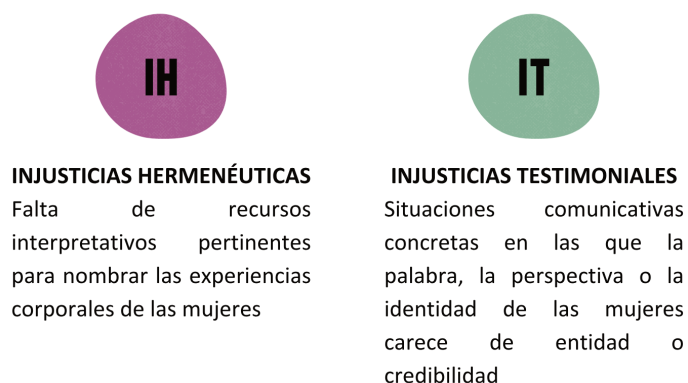 IH
INJUSTICIAS HERMENÉUTICAS
Falta de recursos
interpretativos pertinentes
para nombrar las experiencias
corporales de las mujeres
IT
INJUSTICIAS TESTIMONIALES
Situaciones comunicativas
concretas en las que la
palabra, la perspectiva o la
identidad de las mujeres
carece de entidad o
credibilidad